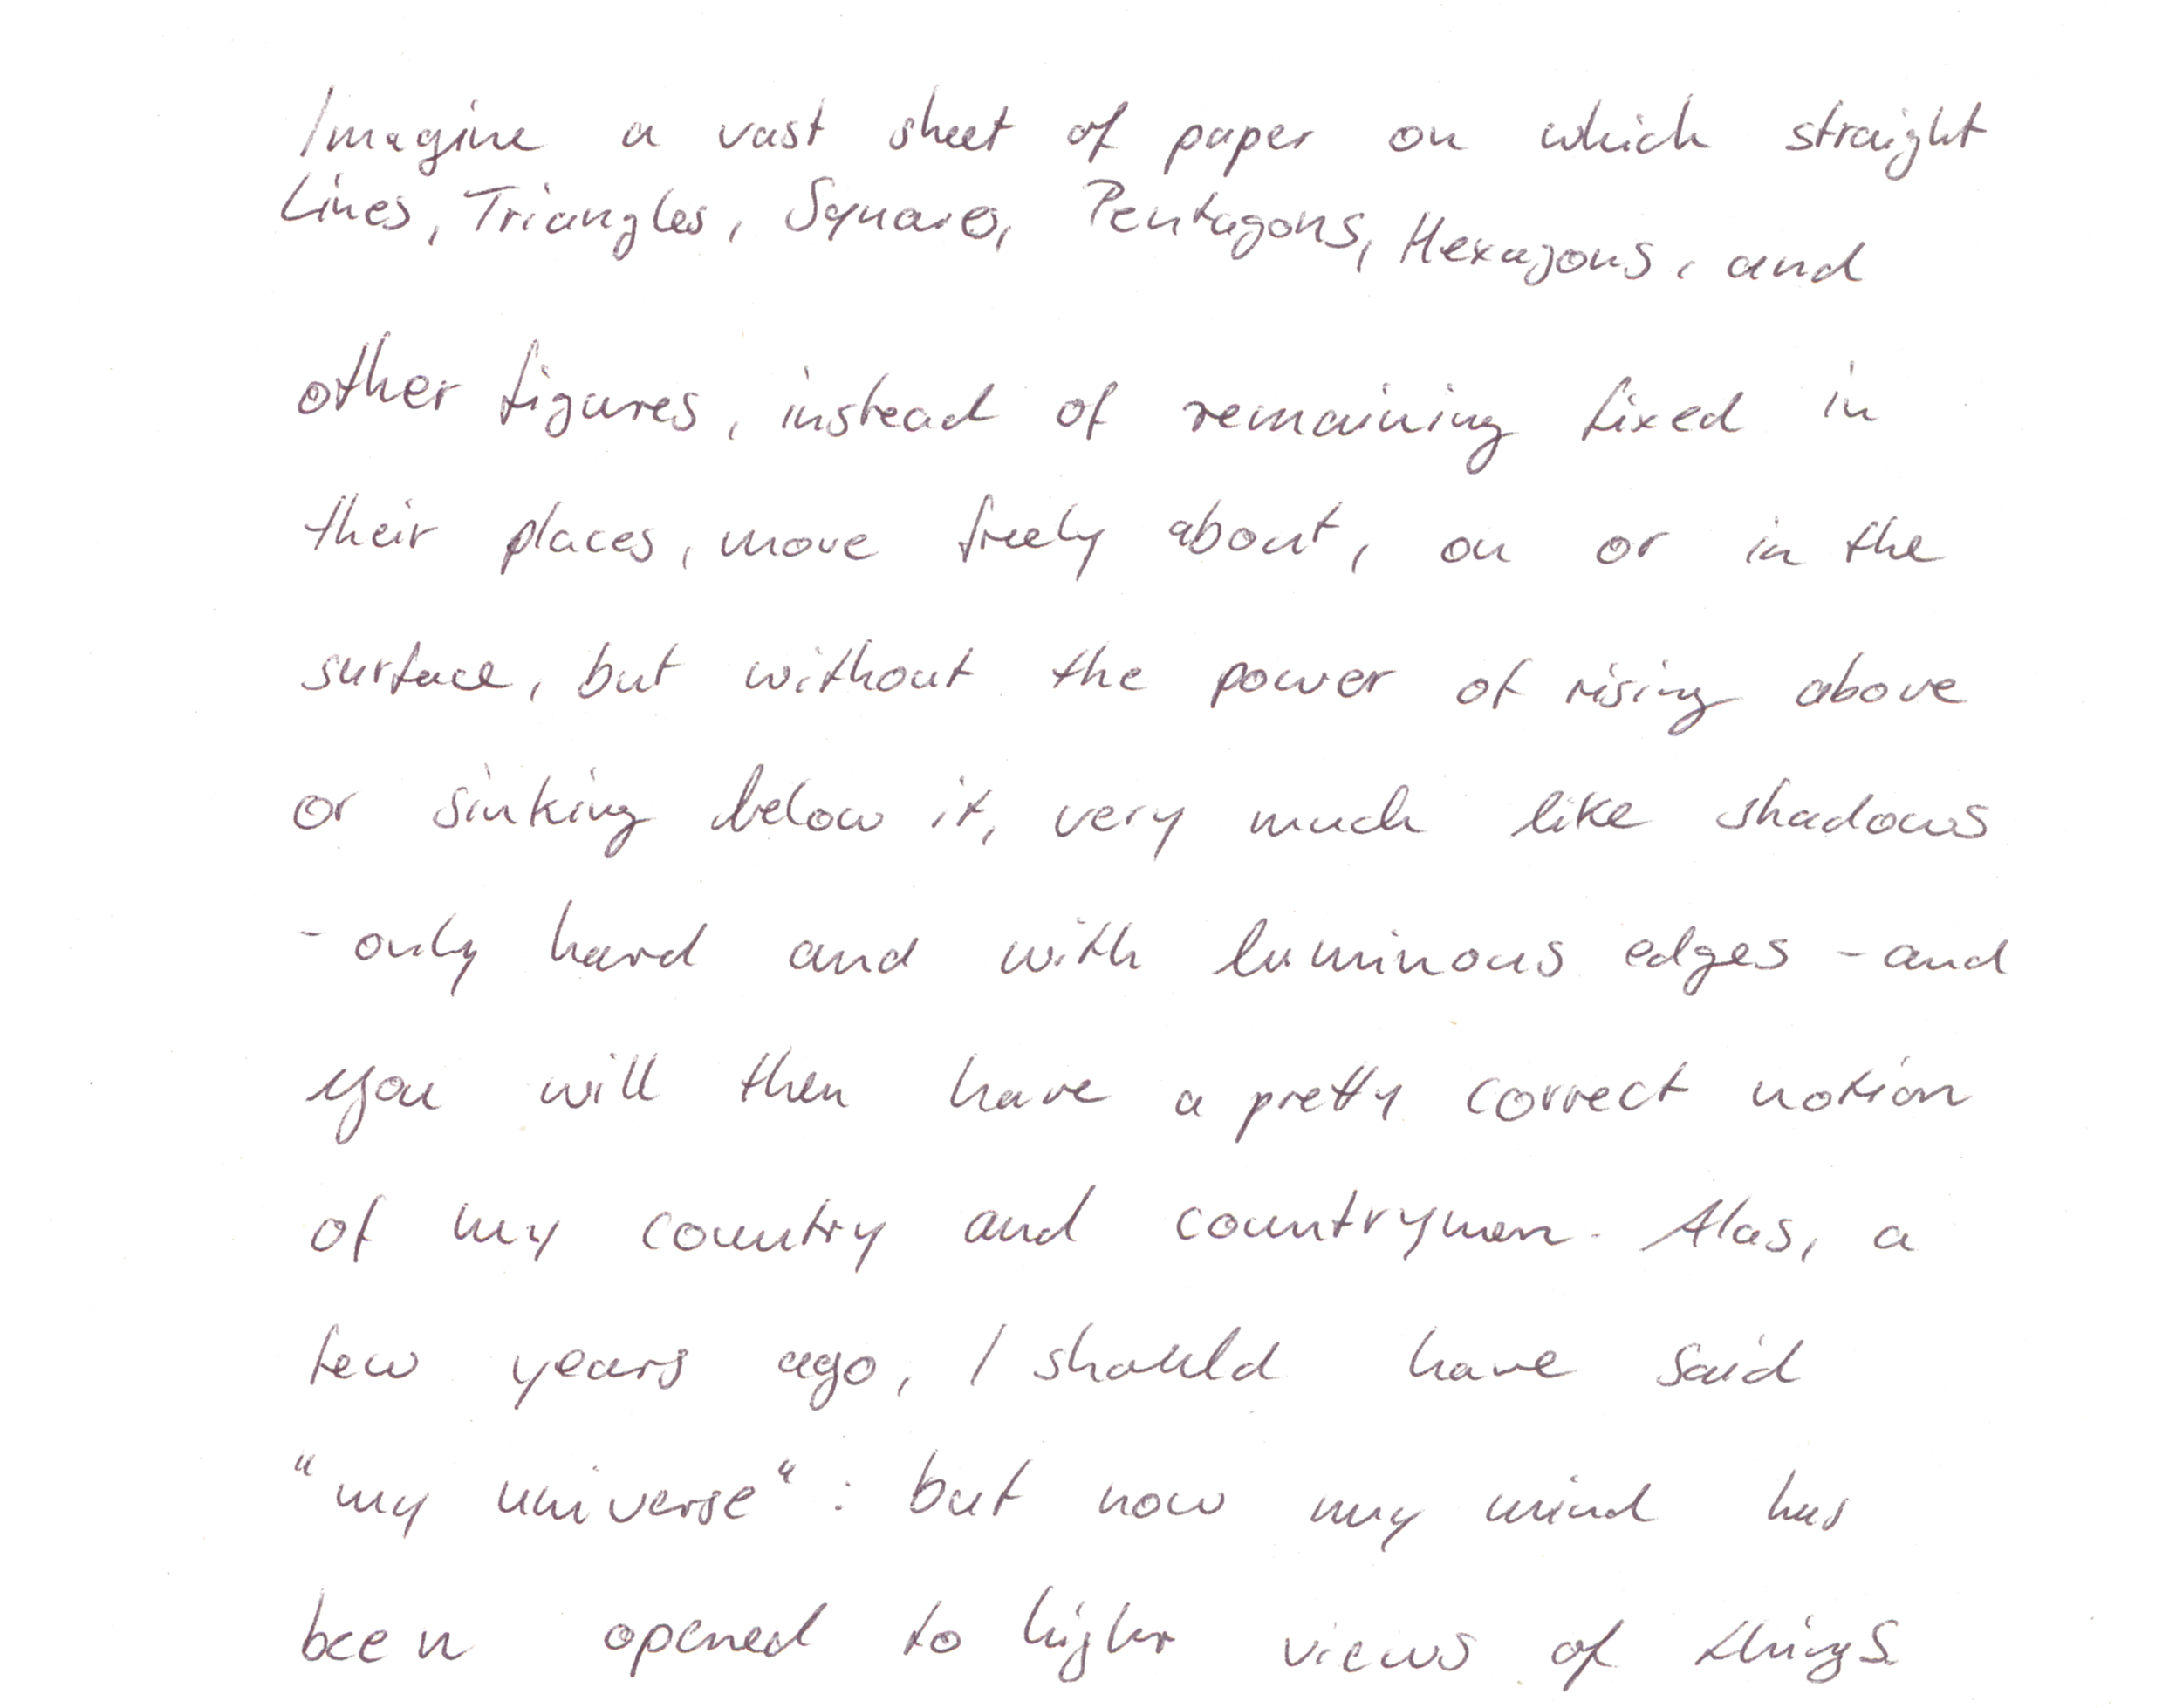 Imagine a vast sheet of paper on which straight
Lines, Triangles, Squares, Pentagons, Hexagons, and
other figures, instead of remaining fixed in
their places, move freely about, on or in the
surface, but without the power of rising above
or sinking below it, very much like shadows
- only hard and with luminous edges - and
you will then have a pretty correct notion
of my country and countrymen. Alas, a
few years ago, I should have said
"my universe": but now my mind has
been opened to higher views of things.